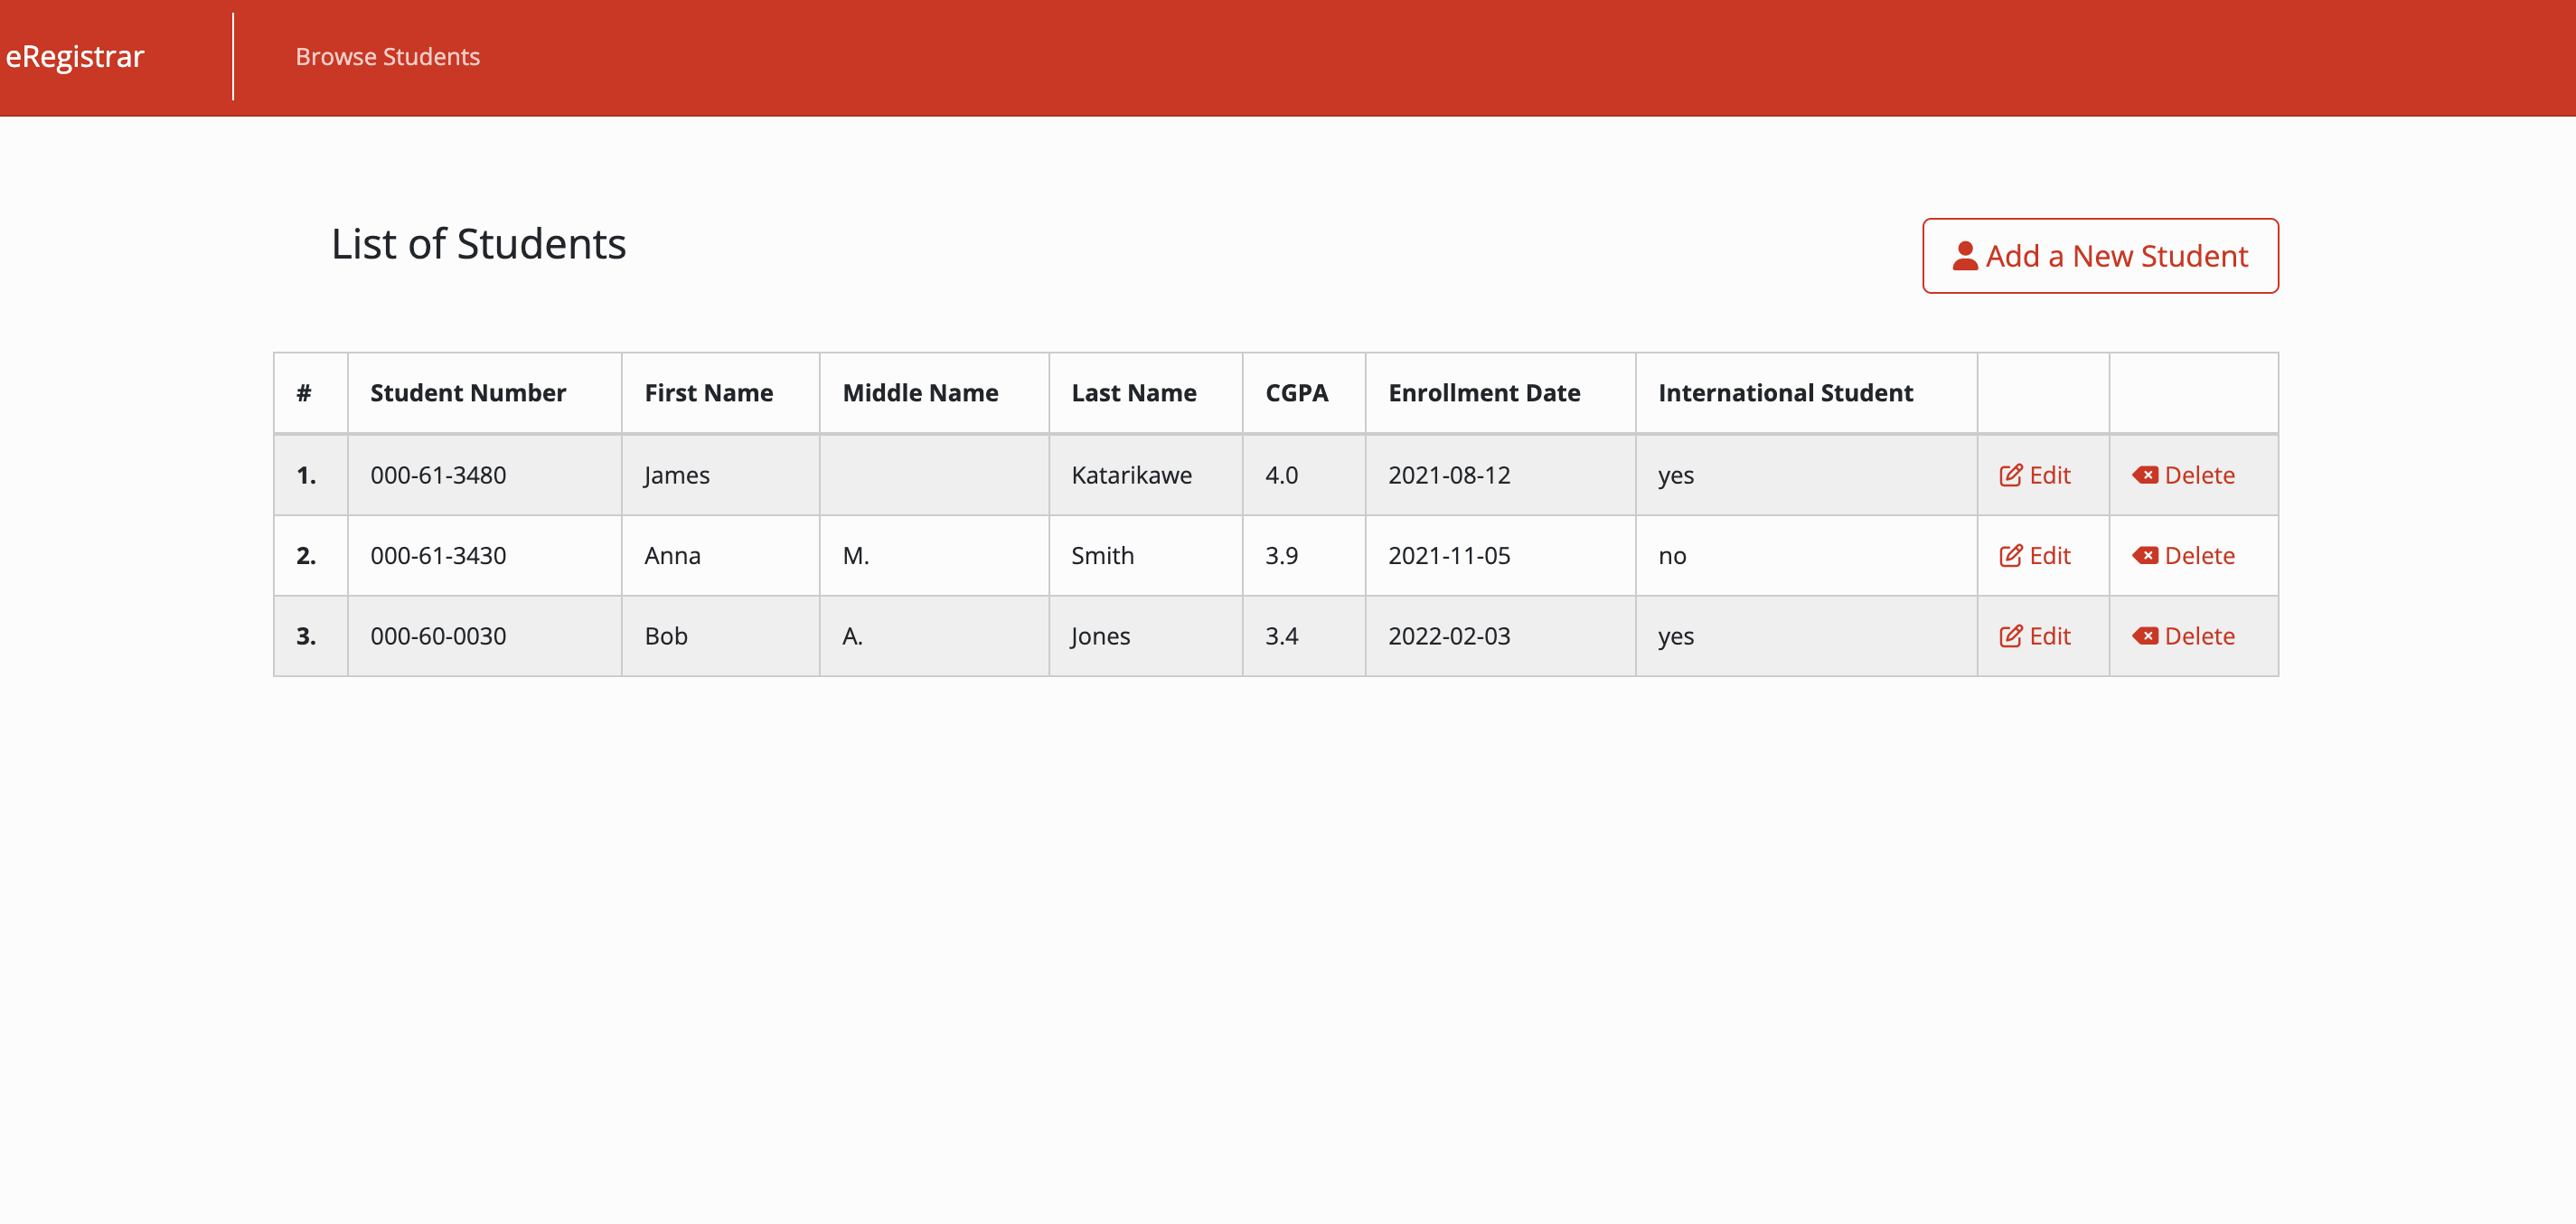 eRegistrar Browse Students
List of Students
Add a New Student
# Student Number First Name Middle Name Last Name CGPA Enrollment Date International Student
1. 000-61-3480 James Katarikawe 4.0 2021-08-12 yes Edit Delete
2. 000-61-3430 Anna M. Smith 3.9 2021-11-05 no Edit Delete
3. 000-60-0030 Bob A. Jones 3.4 2022-02-03 yes Edit Delete